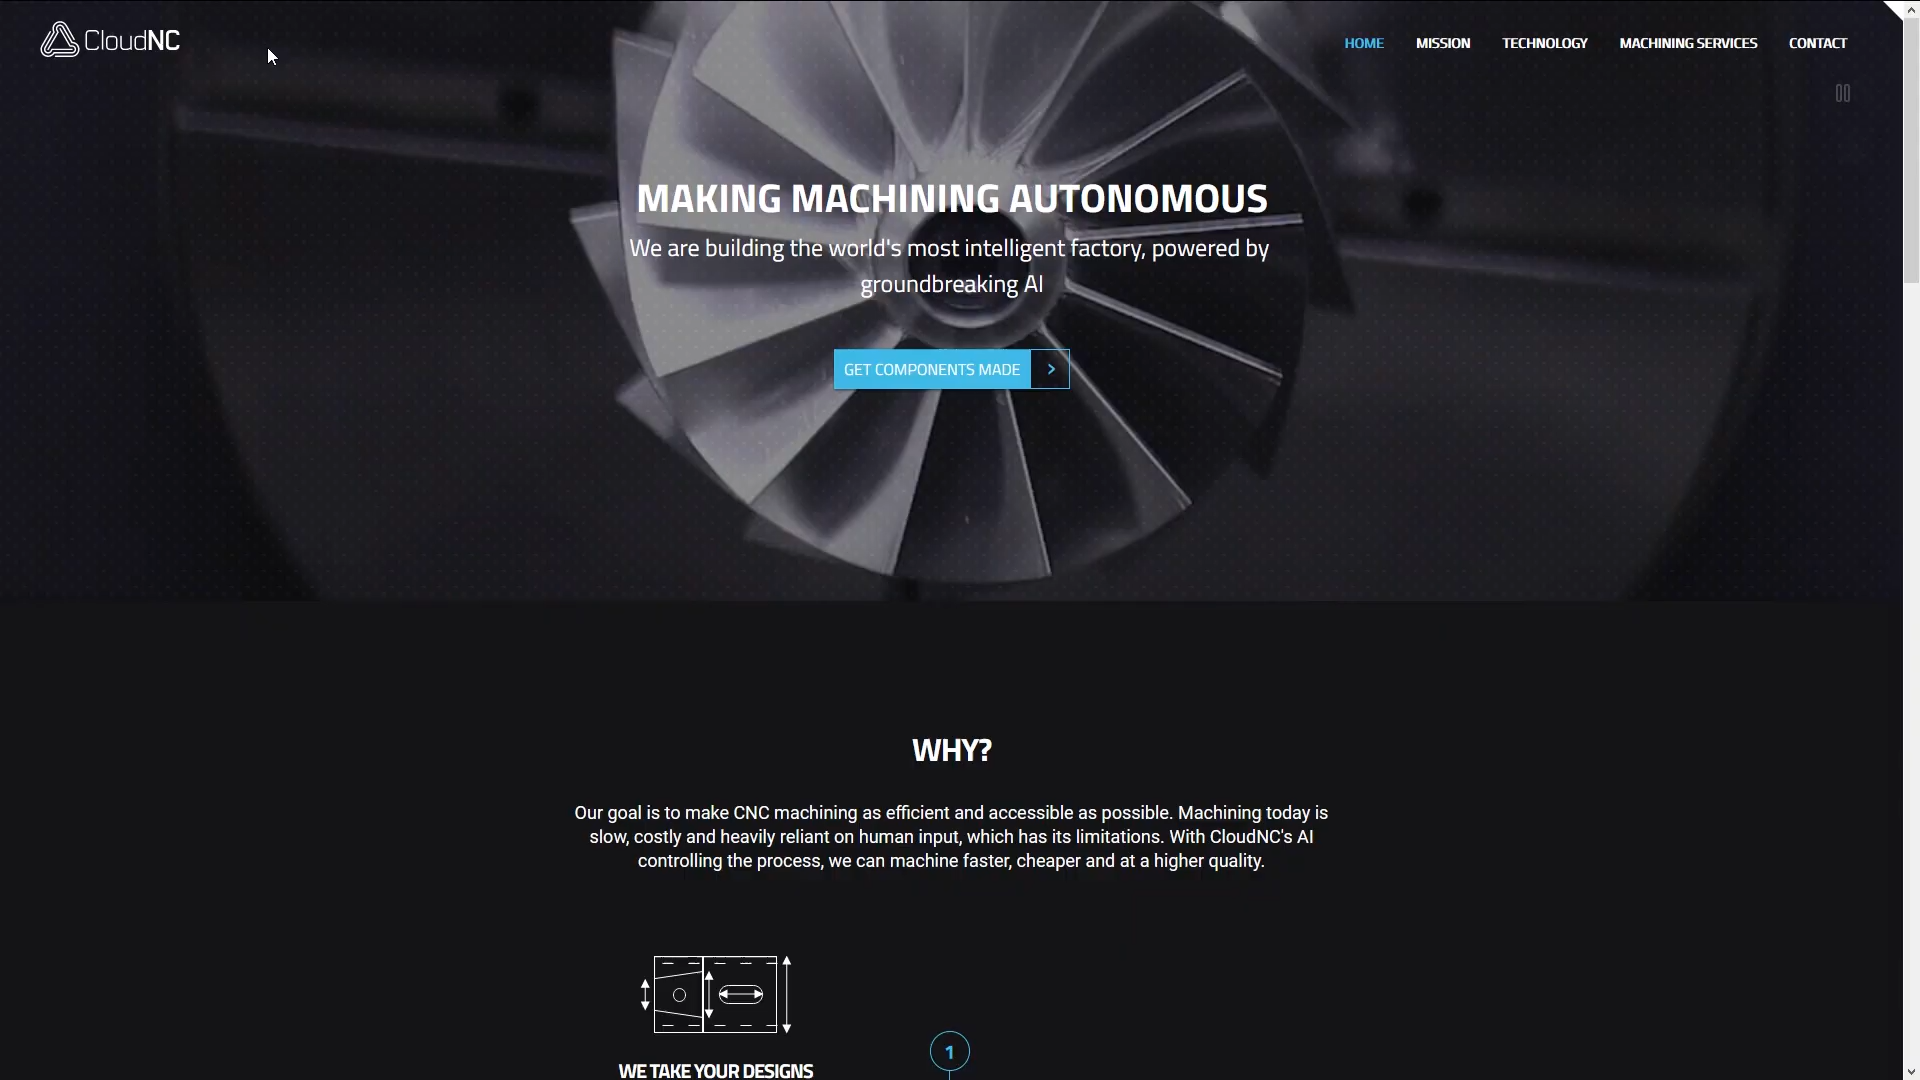 CloudNC
HOME
MISSION
TECHNOLOGY
MACHINING SERVICES
CONTACT
MAKING MACHINING AUTONOMOUS
We are building the world's most intelligent factory, powered by
groundbreaking AI
GET COMPONENTS MADE
WHY?
Our goal is to make CNC machining as efficient and accessible as possible. Machining today is
slow, costly and heavily reliant on human input, which has its limitations. With CloudNC's AI
controlling the process, we can machine faster, cheaper and at a higher quality.
1
WE TAKE YOUR DESIGNS